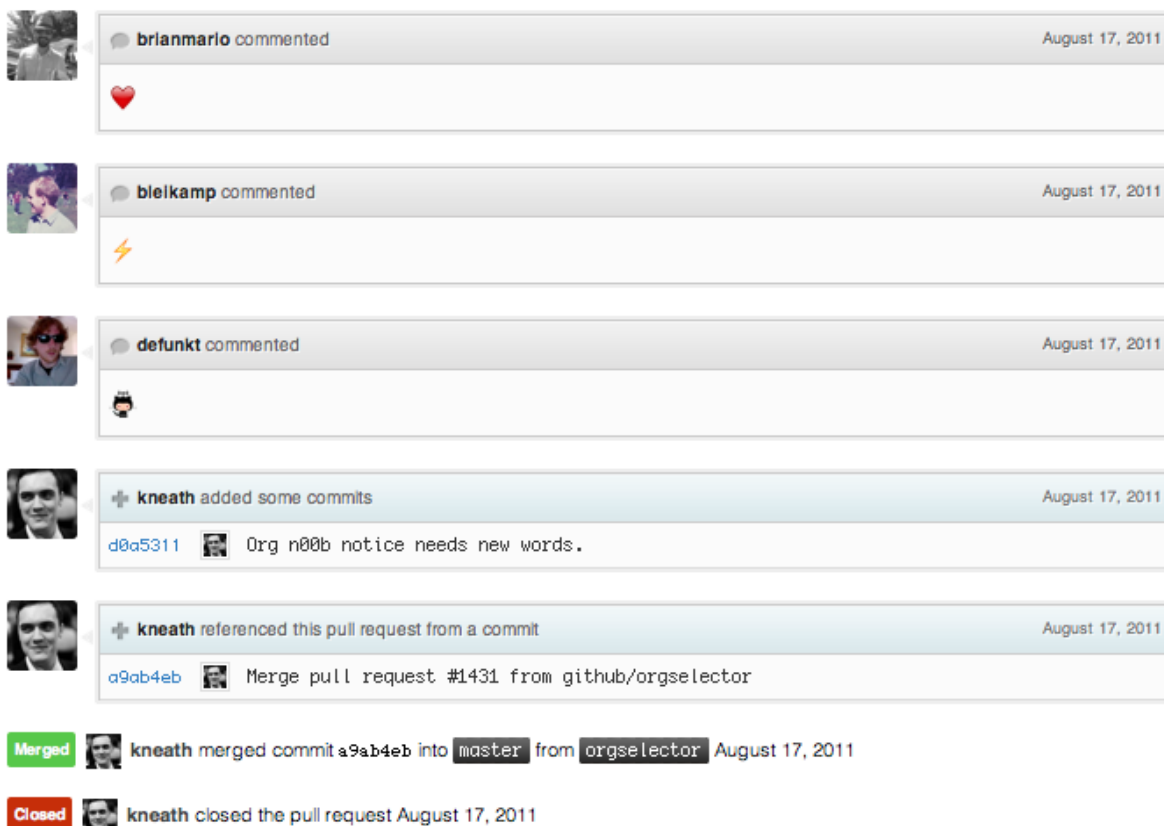 brianmario commented August 17, 2011
❤️
bleikamp commented August 17, 2011
⚡
defunkt commented August 17, 2011
kneath added some commits August 17, 2011
d0a5311 Org n00b notice needs new words.
kneath referenced this pull request from a commit August 17, 2011
a9ab4eb Merge pull request #1431 from github/orgselector
Merged kneath merged commit a9ab4eb into master from orgselector August 17, 2011
Closed kneath closed the pull request August 17, 2011